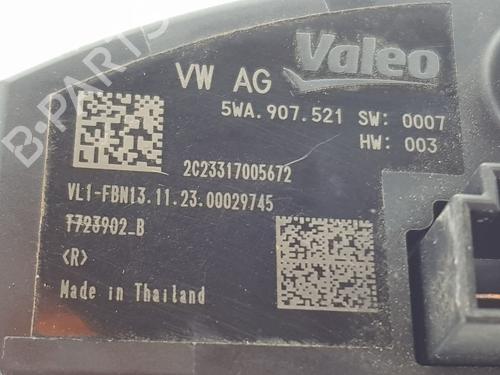 Valeo
VW AG
5WA.907.521 SW: 0007
HW: 003
2C23317005672
VL1-FBN13.11.23.00029745
T723902_B
<R>
Made in Thailand
B-PARTS